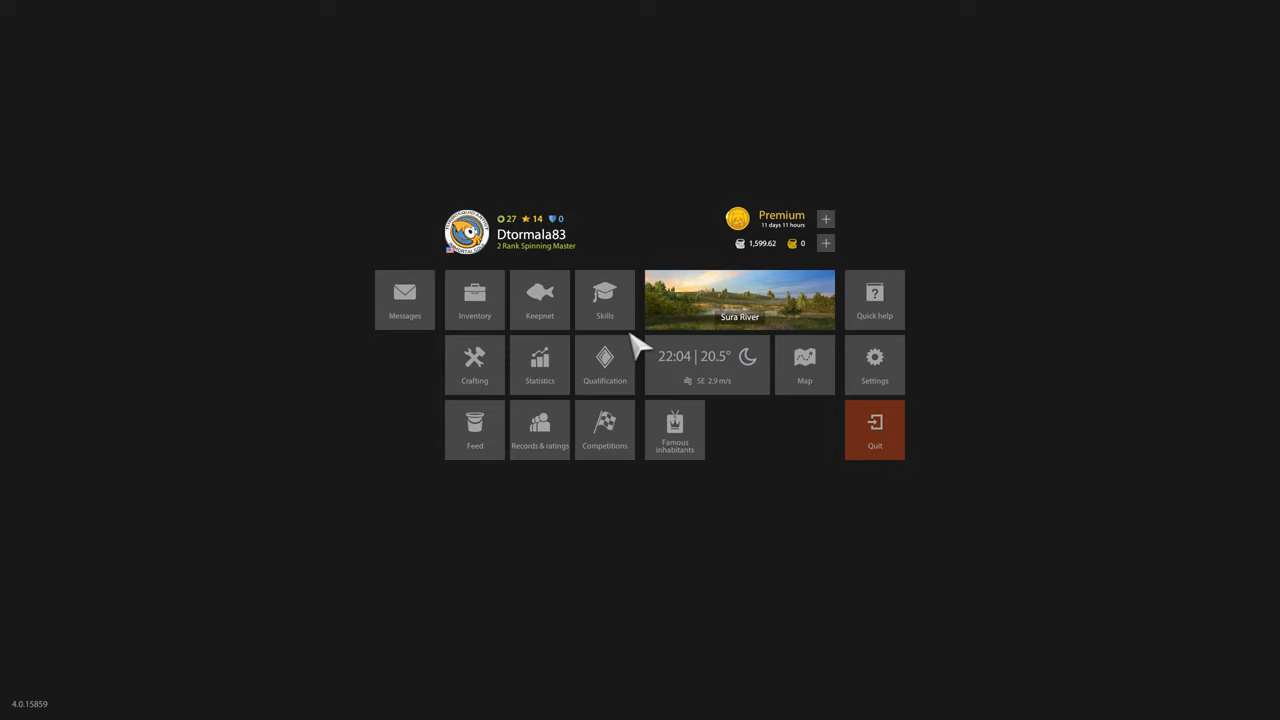 27 14 0
Dtormala83
2 Rank Spinning Master
Premium
11 days 11 hours
1,599.62 0
Messages
Inventory
Keepnet
Skills
Sura River
Quick help
Crafting
Statistics
Qualification
22:04 | 20.5°
SE 2.9 m/s
Map
Settings
Feed
Records & ratings
Competitions
Famous
inhabitants
Quit
4.0.15859